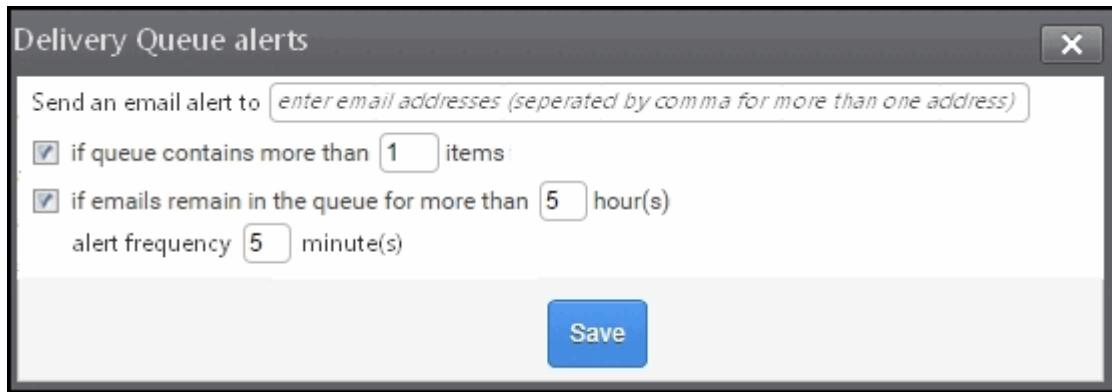 Delivery Queue alerts
Send an email alert to enter email addresses (seperated by comma for more than one address)
if queue contains more than 1 items
if emails remain in the queue for more than 5 hour(s)
alert frequency 5 minute(s)
Save